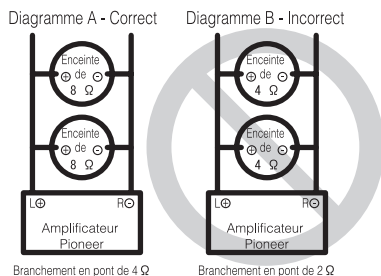 Diagramme A - Correct
Enceinte
⊕ de ⊖
8 Ω
Enceinte
⊕ de ⊖
8 Ω
L⊕ R⊖
Amplificateur
Pioneer
Branchement en pont de 4 Ω
Diagramme B - Incorrect
Enceinte
⊕ de ⊖
4 Ω
Enceinte
⊕ de ⊖
4 Ω
L⊕ R⊖
Amplificateur
Pioneer
Branchement en pont de 2 Ω